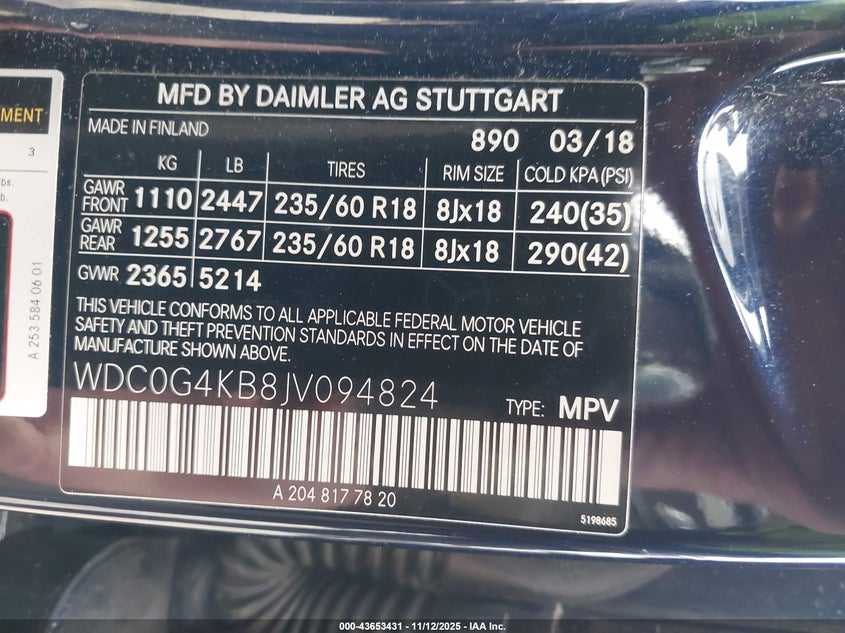 MENT
3
lbs.
A 253 584 06 01
MFD BY DAIMLER AG STUTTGART
MADE IN FINLAND
890 03/18
KG LB TIRES RIM SIZE COLD KPA (PSI)
GAWR FRONT 1110 2447 235/60 R18 8Jx18 240(35)
GAWR REAR 1255 2767 235/60 R18 8Jx18 290(42)
GVWR 2365 5214
THIS VEHICLE CONFORMS TO ALL APPLICABLE FEDERAL MOTOR VEHICLE
SAFETY AND THEFT PREVENTION STANDARDS IN EFFECT ON THE DATE OF
MANUFACTURE SHOWN ABOVE.
WDC0G4KB8JV094824
TYPE: MPV
A 204 817 78 20
5198685
000-43653431 - 11/12/2025 - IAA Inc.